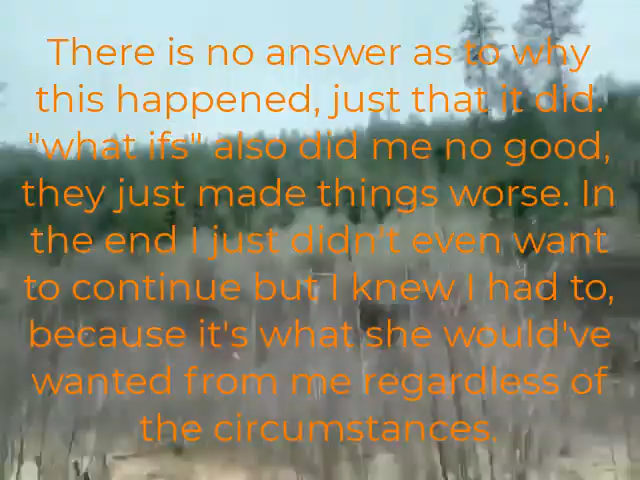 There is no answer as to why
this happened, just that it did.
"what ifs" also did me no good,
they just made things worse. In
the end I just didn't even want
to continue but I knew I had to,
because it's what she would've
wanted from me regardless of
the circumstances.